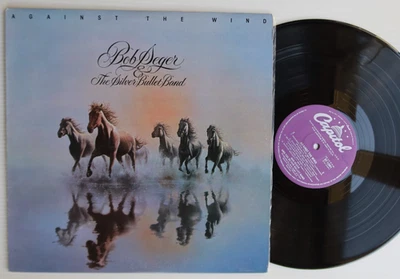 AGAINST THE WIND
Bob Seger
&
The Silver Bullet Band
Capitol